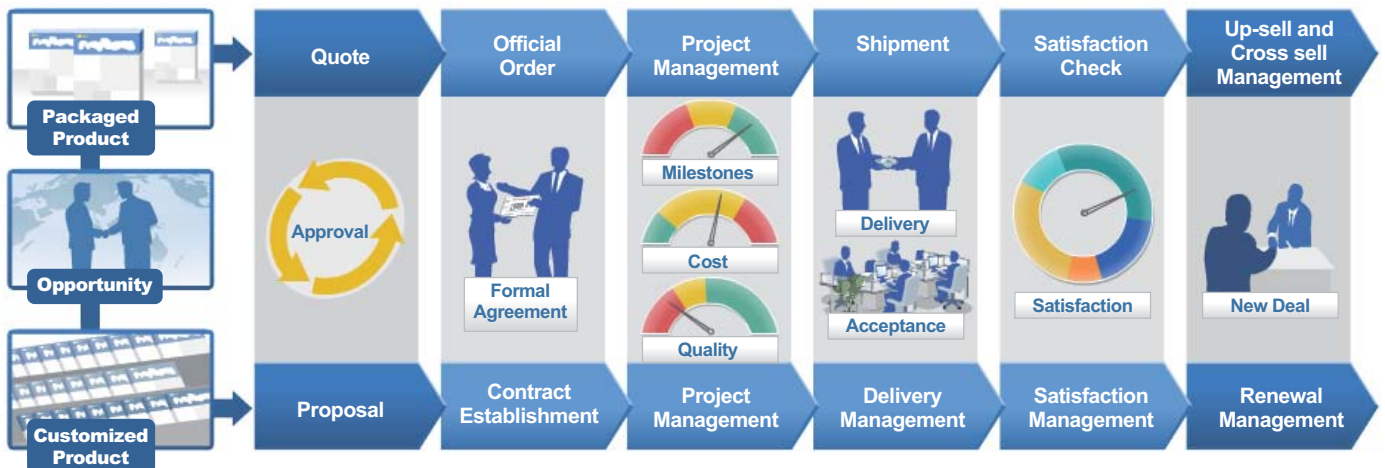 Packaged
Product
Opportunity
Customized
Product
Quote
Official
Order
Project
Management
Shipment
Satisfaction
Check
Up-sell and
Cross sell
Management
Approval
Formal
Agreement
Milestones
Cost
Quality
Delivery
Acceptance
Satisfaction
New Deal
Proposal
Contract
Establishment
Project
Management
Delivery
Management
Satisfaction
Management
Renewal
Management